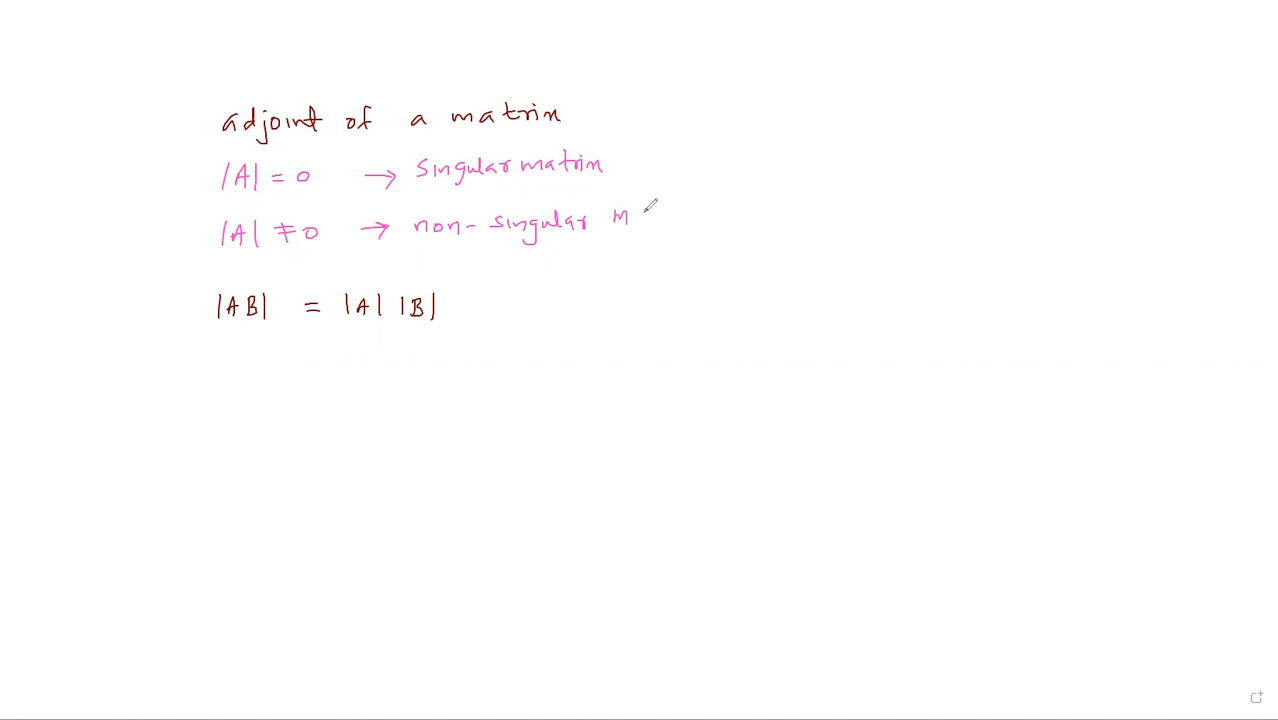 adjoint of a matrix
|A| = 0 → singular matrix
|A| ≠ 0 → non-singular m
|AB| = |A| |B|